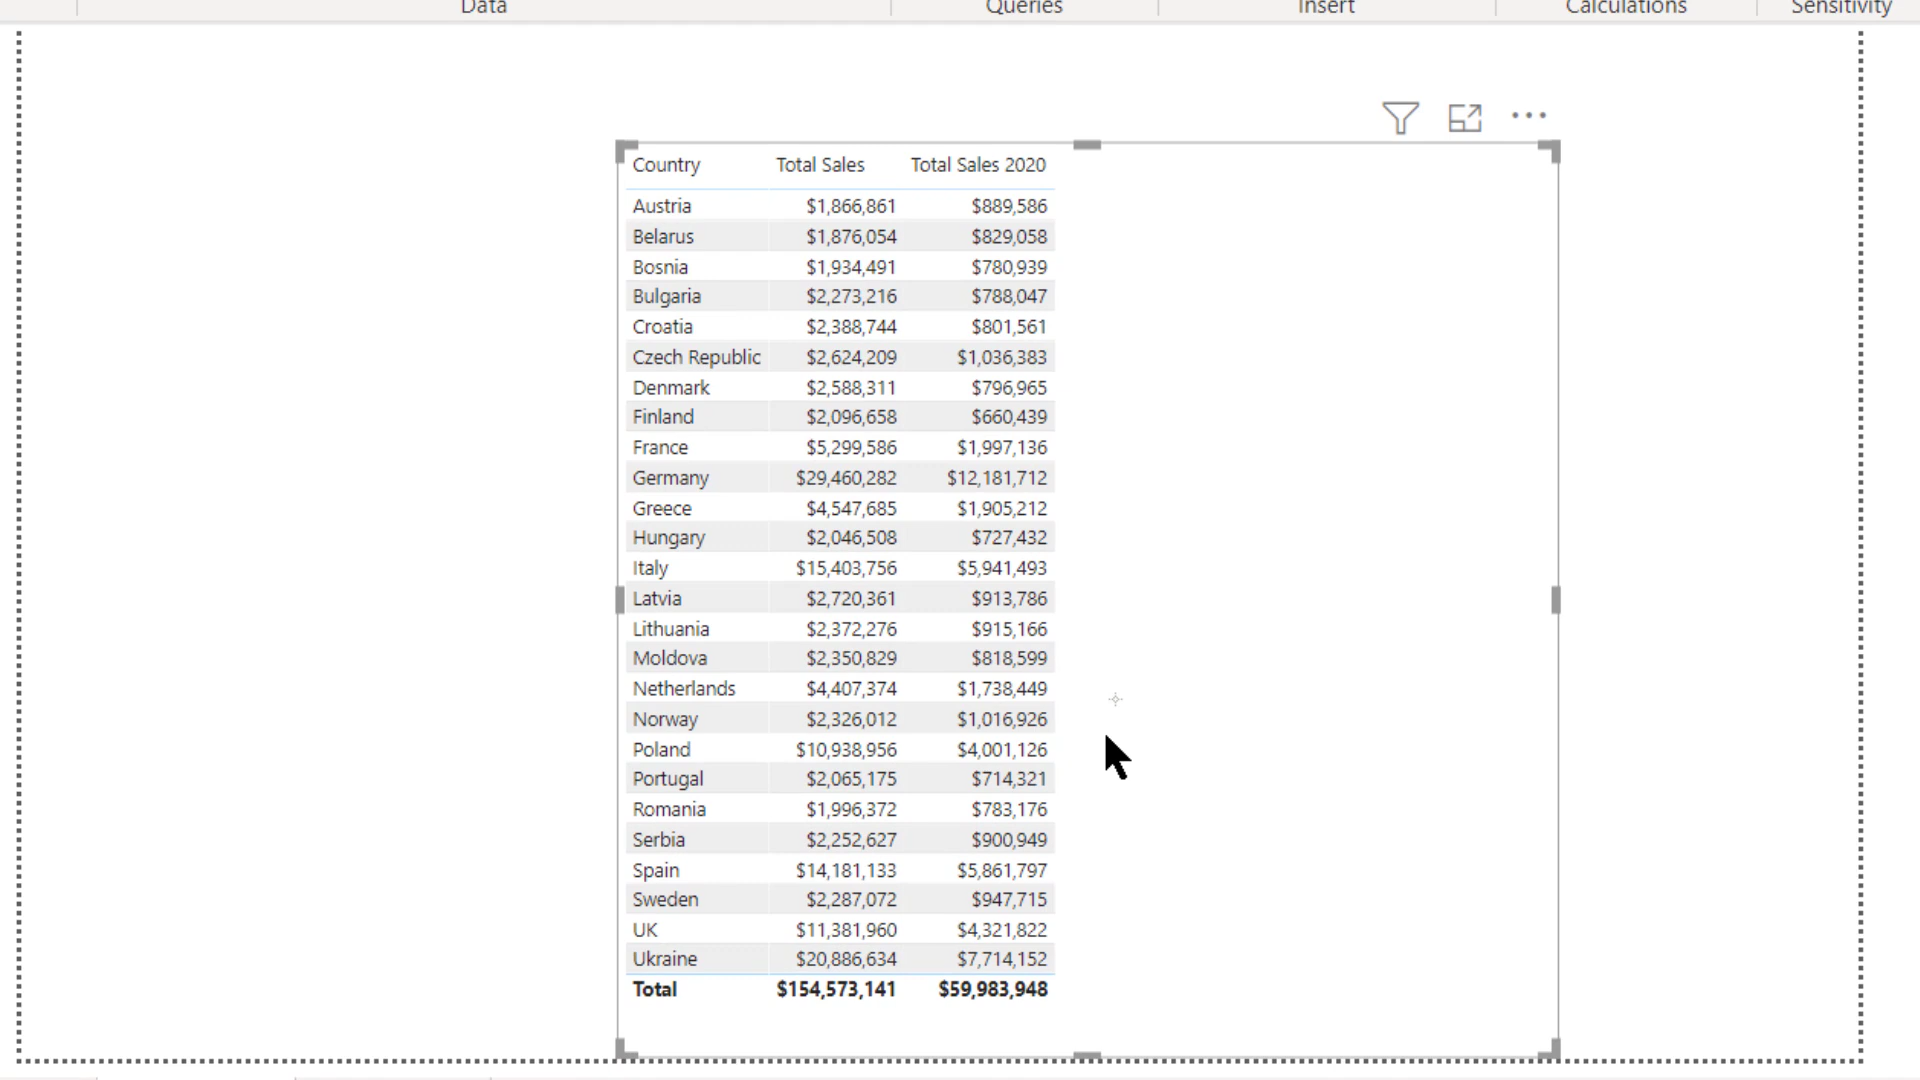 Data Queries Insert Calculations Sensitivity
Country Total Sales Total Sales 2020
Austria $1,866,861 $889,586
Belarus $1,876,054 $829,058
Bosnia $1,934,491 $780,939
Bulgaria $2,273,216 $788,047
Croatia $2,388,744 $801,561
Czech Republic $2,624,209 $1,036,383
Denmark $2,588,311 $796,965
Finland $2,096,658 $660,439
France $5,299,586 $1,997,136
Germany $29,460,282 $12,181,712
Greece $4,547,685 $1,905,212
Hungary $2,046,508 $727,432
Italy $15,403,756 $5,941,493
Latvia $2,720,361 $913,786
Lithuania $2,372,276 $915,166
Moldova $2,350,829 $818,599
Netherlands $4,407,374 $1,738,449
Norway $2,326,012 $1,016,926
Poland $10,938,956 $4,001,126
Portugal $2,065,175 $714,321
Romania $1,996,372 $783,176
Serbia $2,252,627 $900,949
Spain $14,181,133 $5,861,797
Sweden $2,287,072 $947,715
UK $11,381,960 $4,321,822
Ukraine $20,886,634 $7,714,152
Total $154,573,141 $59,983,948